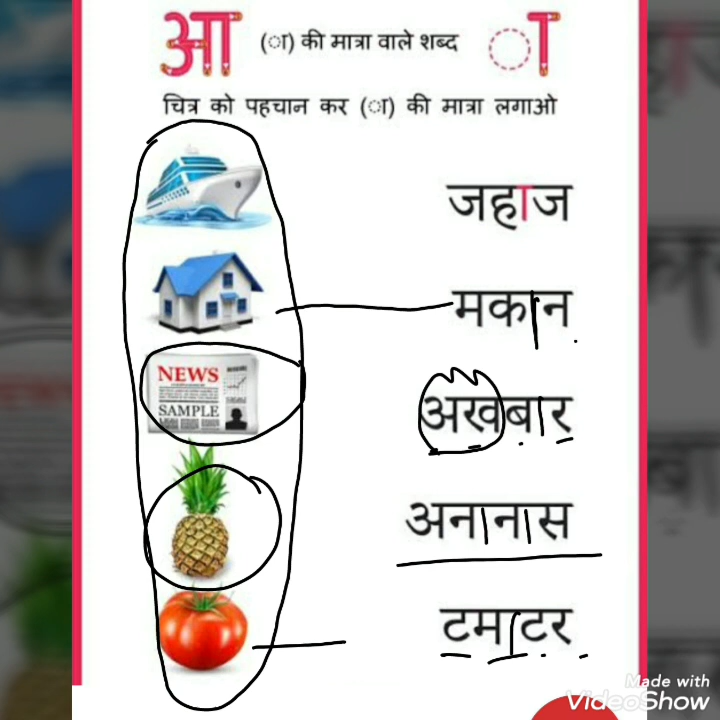 आ (ा) की मात्रा वाले शब्द ा
चित्र को पहचान कर (ा) की मात्रा लगाओ
जहाज
मकान
NEWS
SAMPLE
अखबार
अनानास
टमाटर
Made with
VideoShow